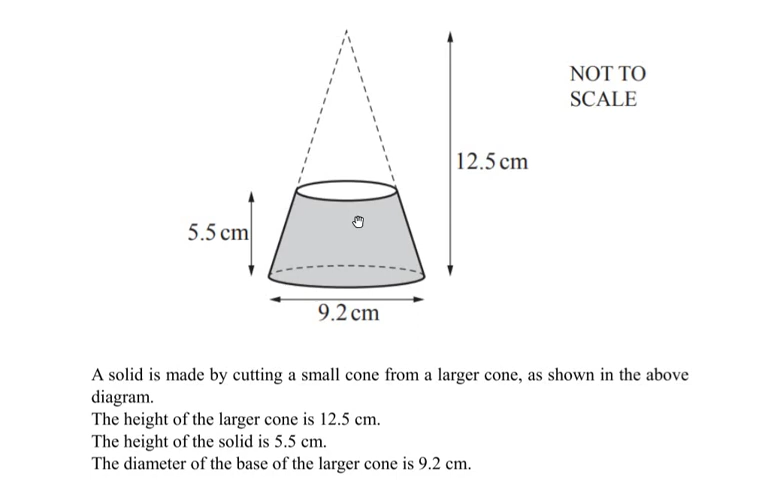 NOT TO
SCALE
12.5 cm
5.5 cm
9.2 cm
A solid is made by cutting a small cone from a larger cone, as shown in the above
diagram.
The height of the larger cone is 12.5 cm.
The height of the solid is 5.5 cm.
The diameter of the base of the larger cone is 9.2 cm.